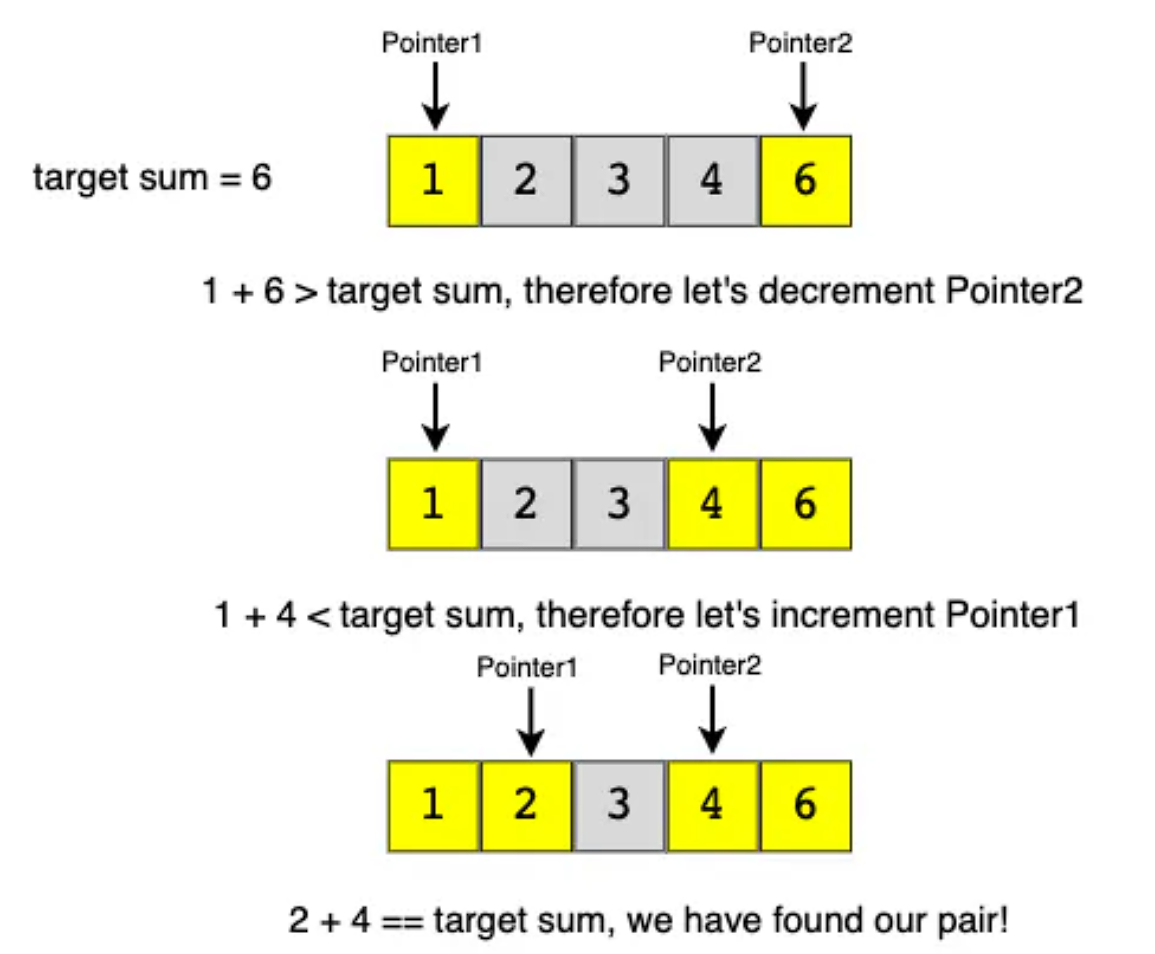 Pointer1 Pointer2
target sum = 6 1 2 3 4 6
1 + 6 > target sum, therefore let's decrement Pointer2
Pointer1 Pointer2
1 2 3 4 6
1 + 4 < target sum, therefore let's increment Pointer1
Pointer1 Pointer2
1 2 3 4 6
2 + 4 == target sum, we have found our pair!